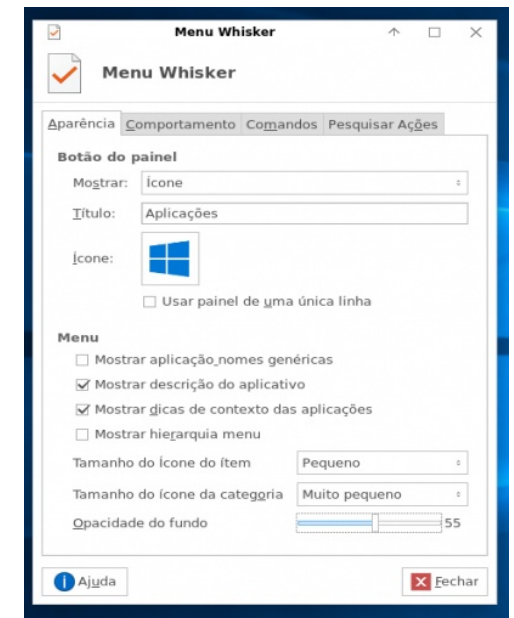 Menu Whisker
Menu Whisker
Aparência Comportamento Comandos Pesquisar Ações
Botão do painel
Mostrar: Ícone
Título: Aplicações
Ícone:
Usar painel de uma única linha
Menu
Mostrar aplicação_nomes genéricas
Mostrar descrição do aplicativo
Mostrar dicas de contexto das aplicações
Mostrar hierarquia menu
Tamanho do Ícone do ítem Pequeno
Tamanho do ícone da categoria Muito pequeno
Opacidade do fundo 55
Ajuda Fechar